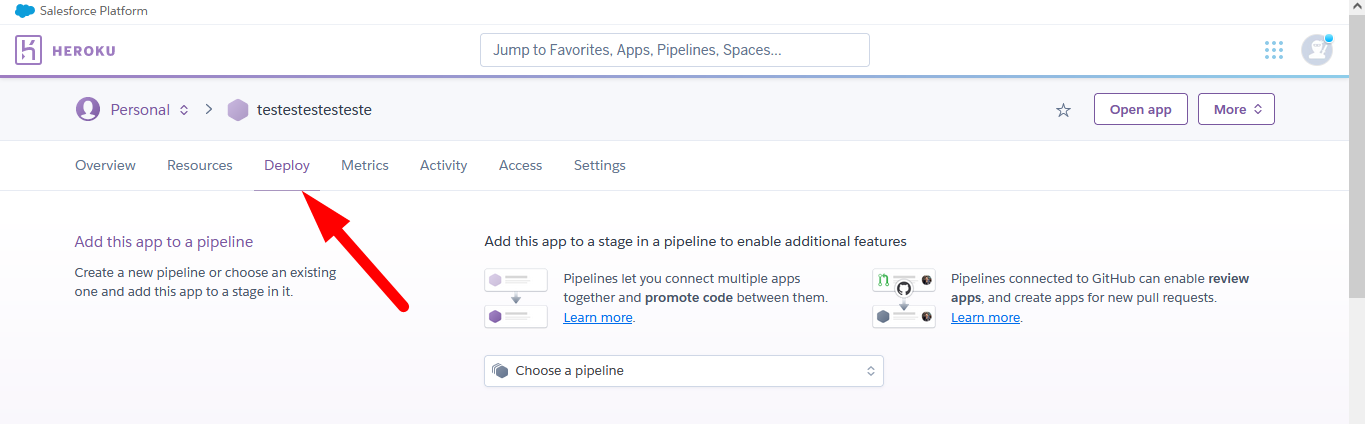 Salesforce Platform
HEROKU
Jump to Favorites, Apps, Pipelines, Spaces...
Personal
testestestesteste
Open app
More
Overview
Resources
Deploy
Metrics
Activity
Access
Settings
Add this app to a pipeline
Create a new pipeline or choose an existing
one and add this app to a stage in it.
Add this app to a stage in a pipeline to enable additional features
Pipelines let you connect multiple apps
together and promote code between them.
Learn more.
Pipelines connected to GitHub can enable review
apps, and create apps for new pull requests.
Learn more.
Choose a pipeline